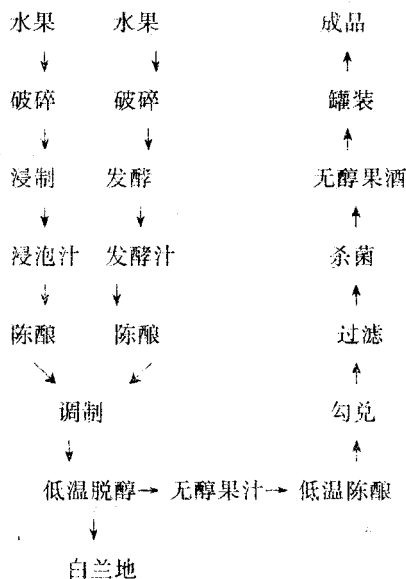 水果 水果 成品
破碎 破碎 罐装
浸制 发酵 无醇果酒
浸泡汁 发酵汁 杀菌
陈酿 陈酿 过滤
调制 勾兑
低温脱醇→ 无醇果汁→ 低温陈酿
白兰地